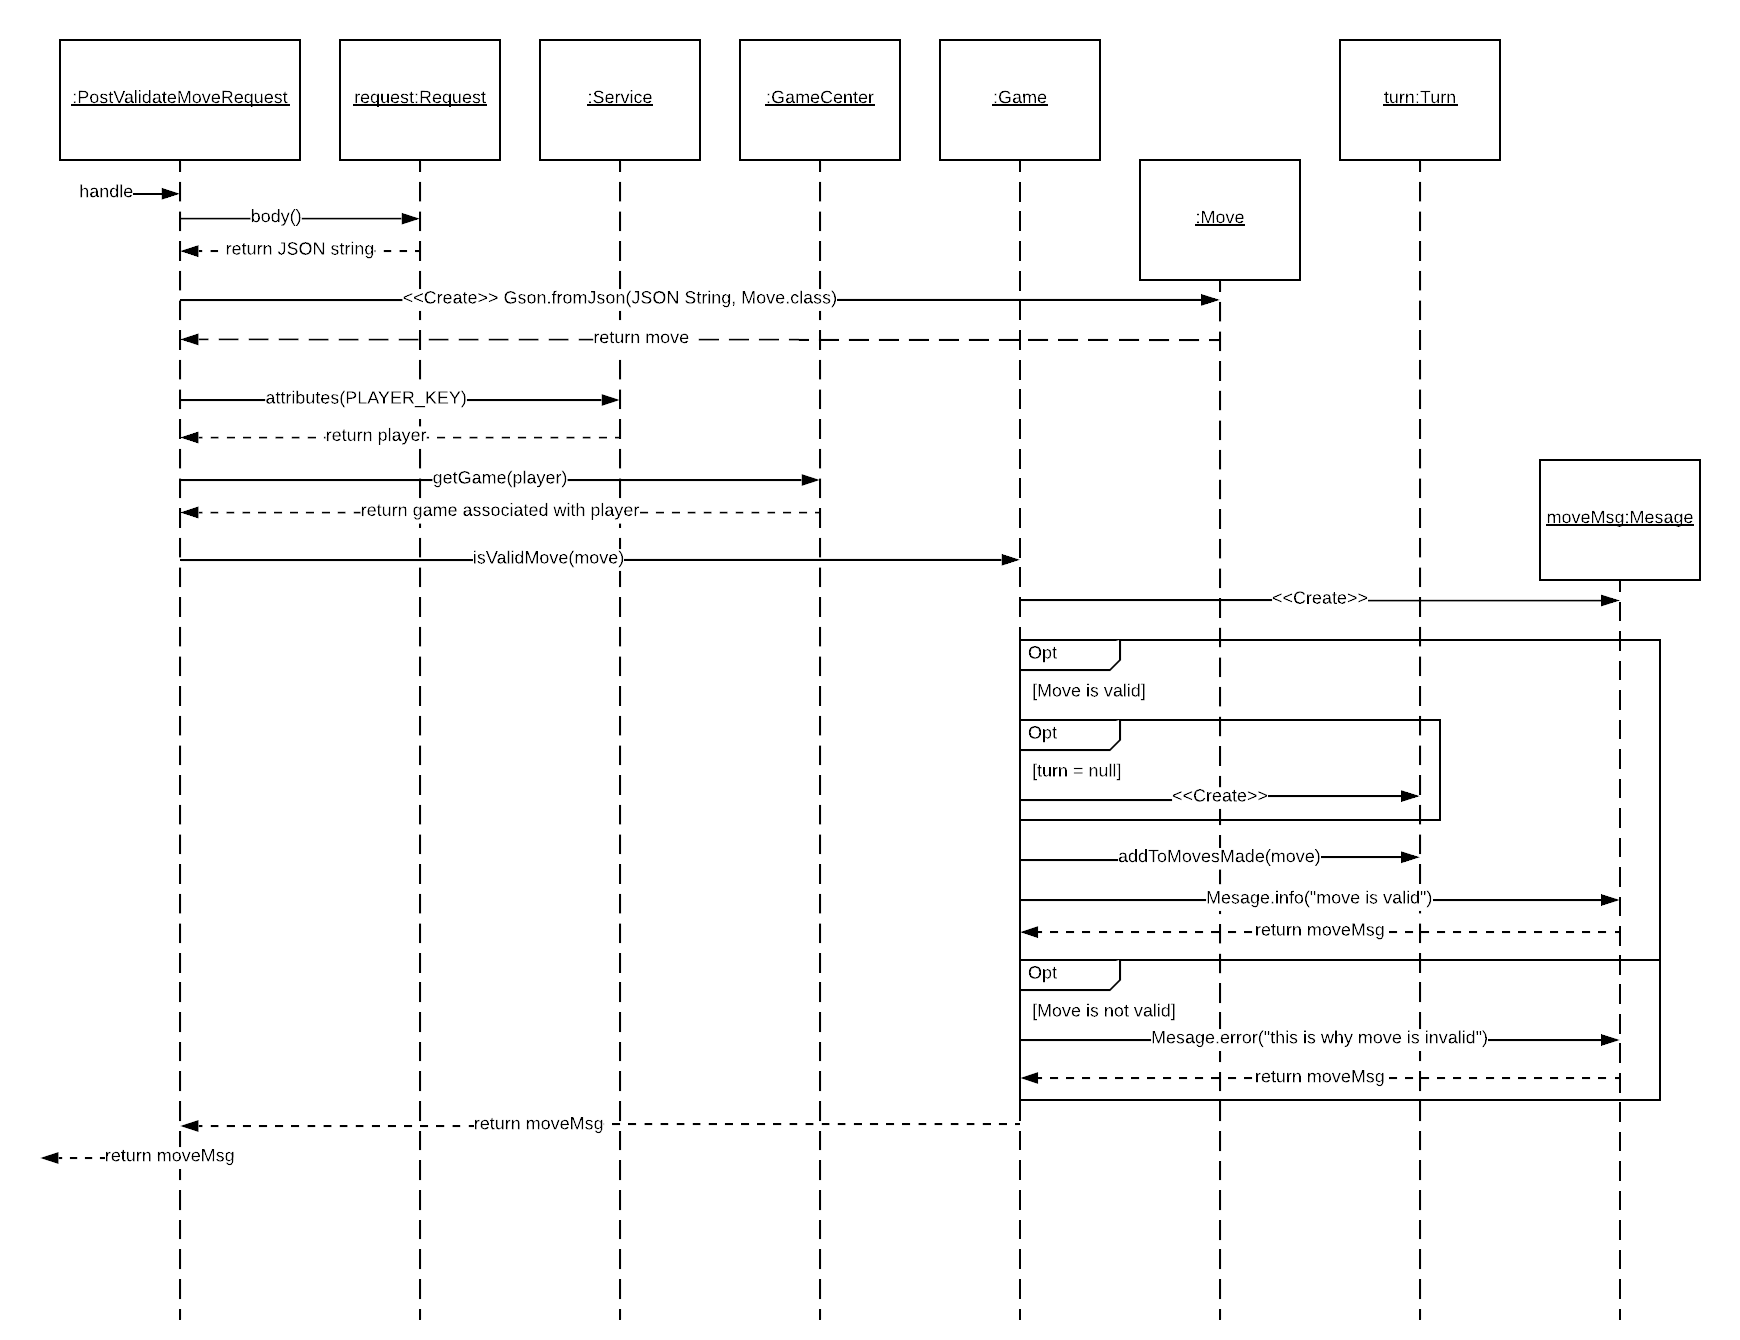 :PostValidateMoveRequest
request:Request
:Service
:GameCenter
:Game
turn:Turn
:Move
handle
body()
return JSON string
<<Create>> Gson.fromJson(JSON String, Move.class)
return move
attributes(PLAYER_KEY)
return player
getGame(player)
return game associated with player
moveMsg:Mesage
isValidMove(move)
<<Create>>
Opt
[Move is valid]
Opt
[turn = null]
<<Create>>
addToMovesMade(move)
Mesage.info("move is valid")
return moveMsg
Opt
[Move is not valid]
Mesage.error("this is why move is invalid")
return moveMsg
return moveMsg
return moveMsg